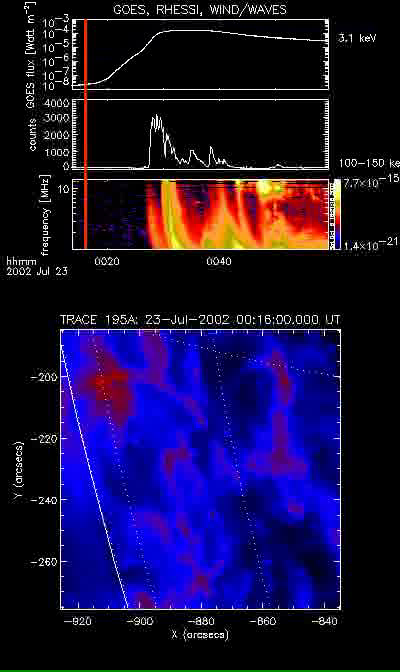 GOES, RHESSI, WIND/WAVES
GOES flux [Watt m⁻²]
10⁻³
10⁻⁴
10⁻⁵
10⁻⁶
10⁻⁷
10⁻⁸
3.1 keV
counts
4000
3000
2000
1000
0
100-150 ke
frequency [MHz]
10
1
7.7×10⁻¹⁵
1.4×10⁻²¹
hhmm
2002 Jul 23
0020
0040
TRACE 195A: 23-Jul-2002 00:16:00.000 UT
Y (arcsecs)
-200
-220
-240
-260
-920
-900
-880
-860
-840
X (arcsecs)